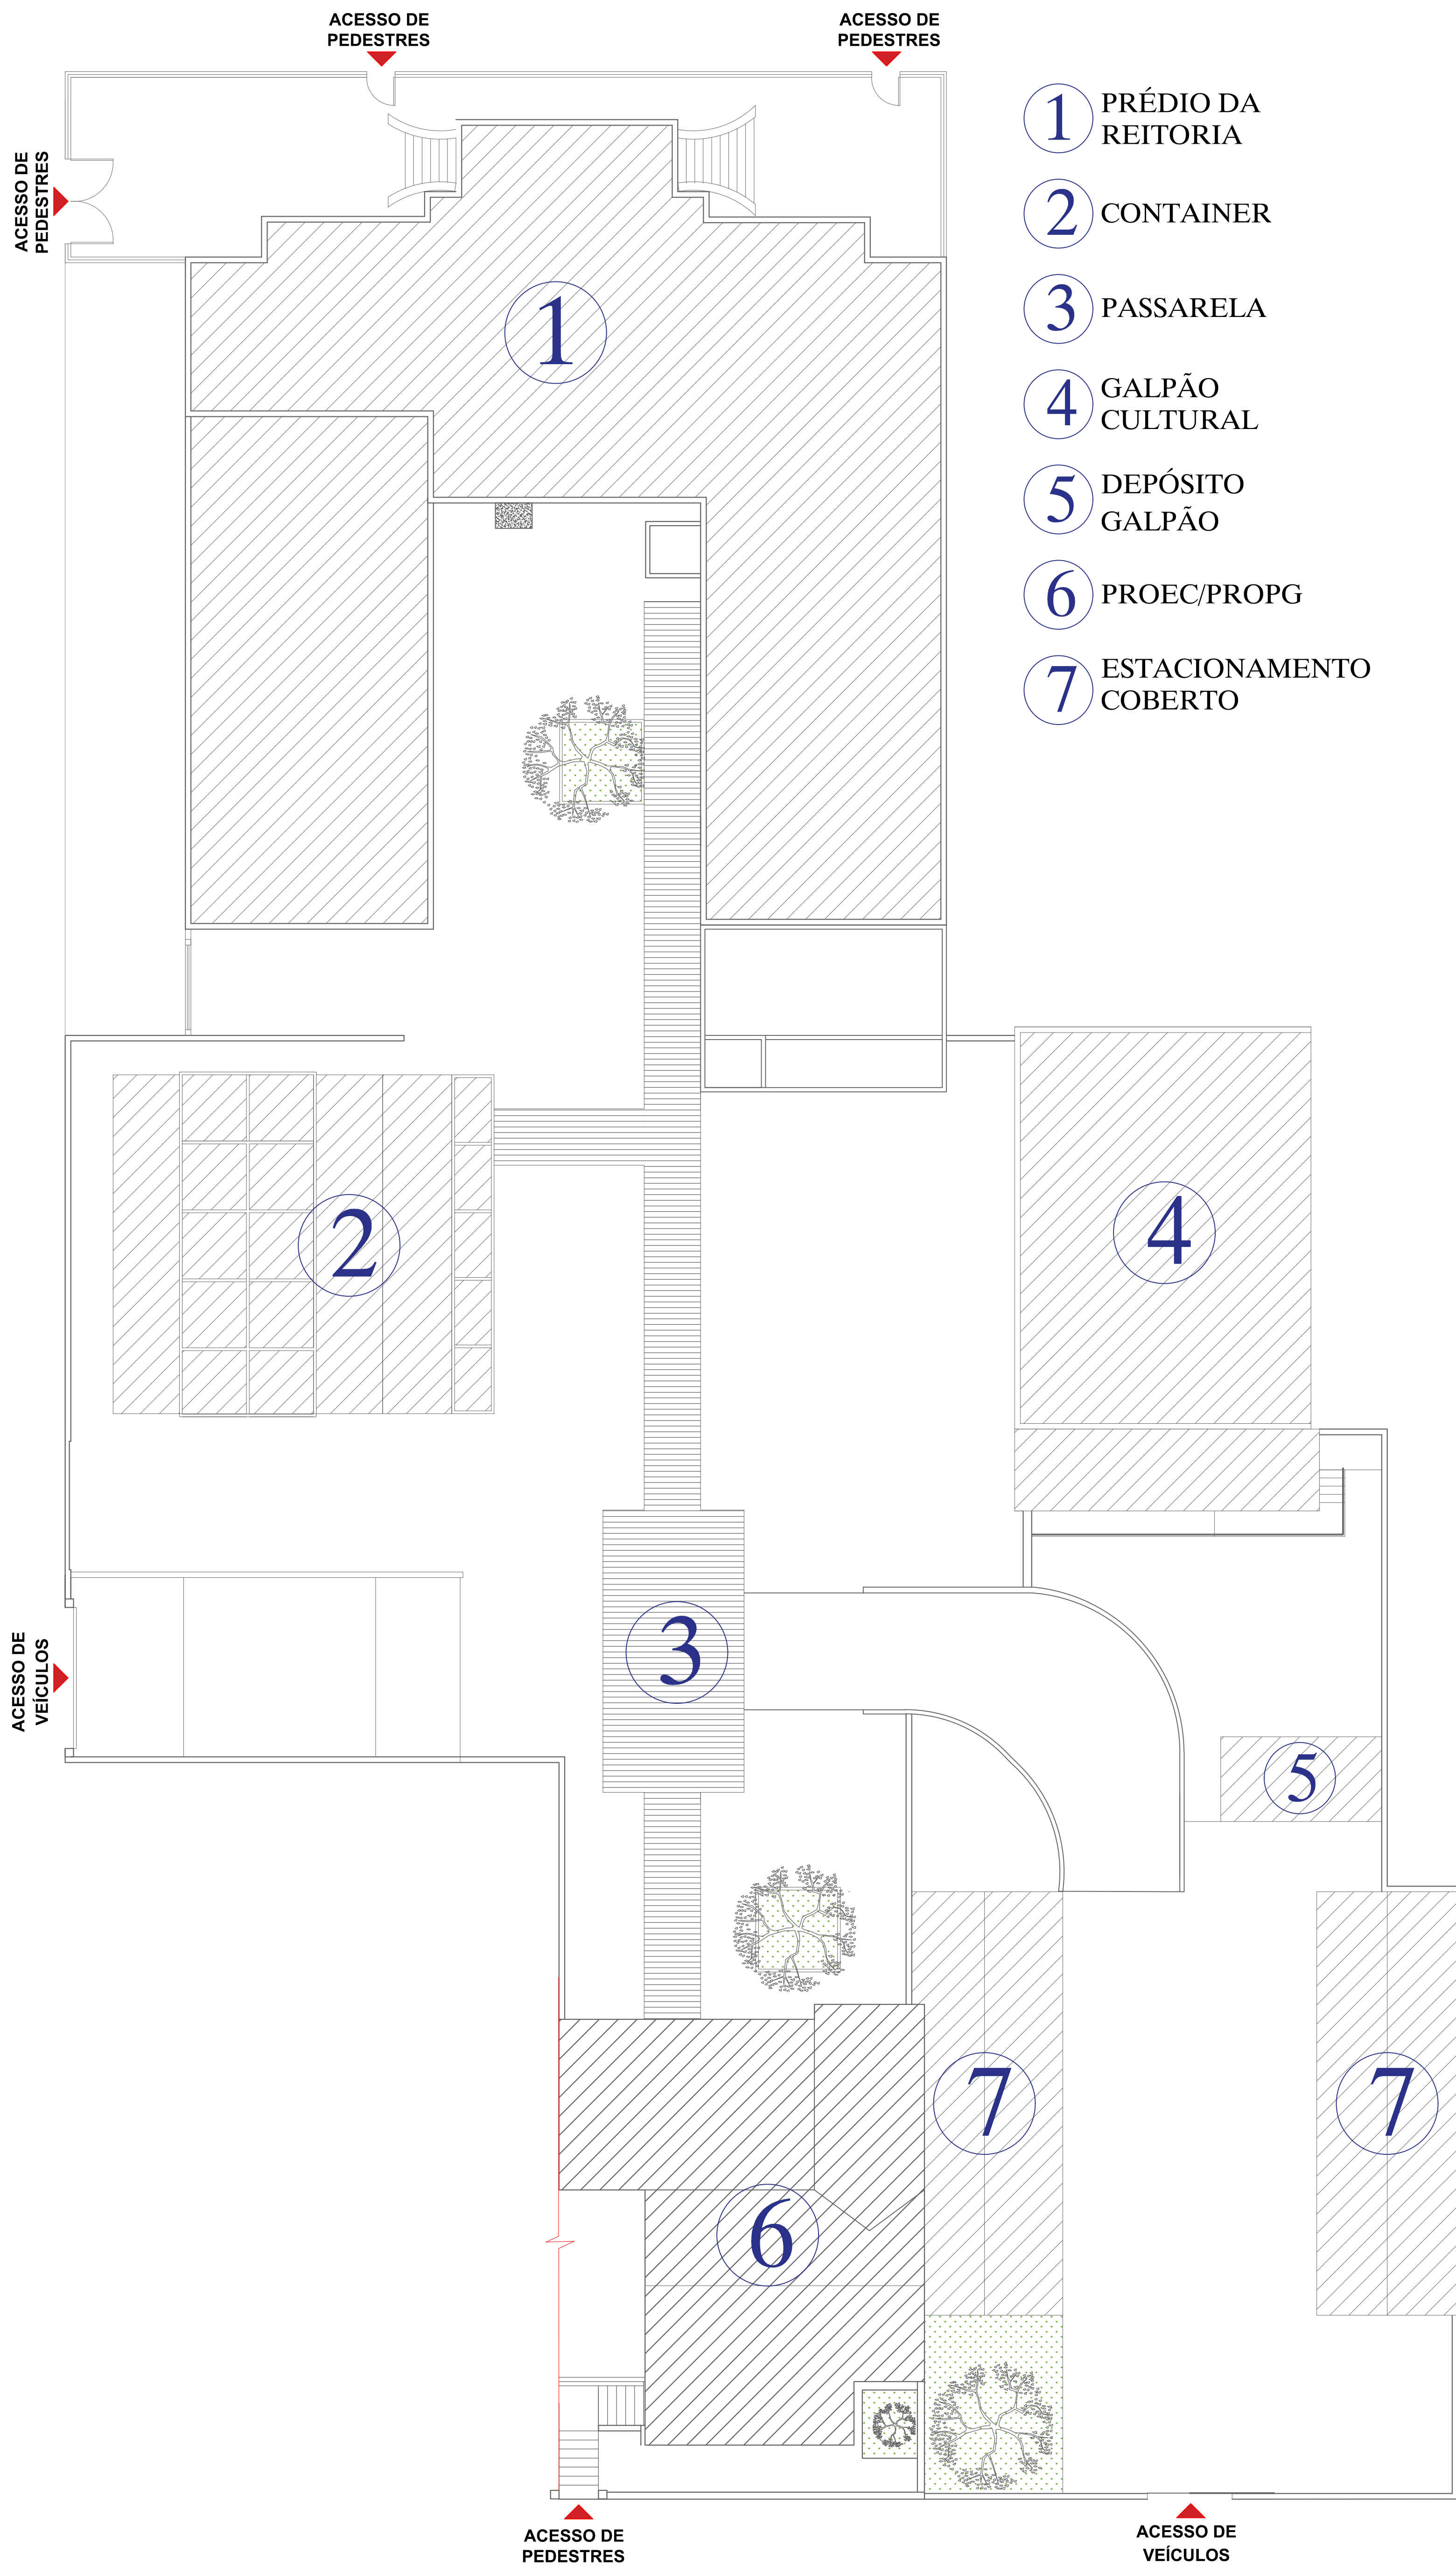 ACESSO DE
PEDESTRES
ACESSO DE
PEDESTRES
1 PRÉDIO DA
REITORIA
2 CONTAINER
3 PASSARELA
4 GALPÃO
CULTURAL
5 DEPÓSITO
GALPÃO
6 PROEC/PROPG
7 ESTACIONAMENTO
COBERTO
ACESSO DE
PEDESTRES
1
2
4
3
ACESSO DE
VEÍCULOS
5
7
7
6
ACESSO DE
PEDESTRES
ACESSO DE
VEÍCULOS